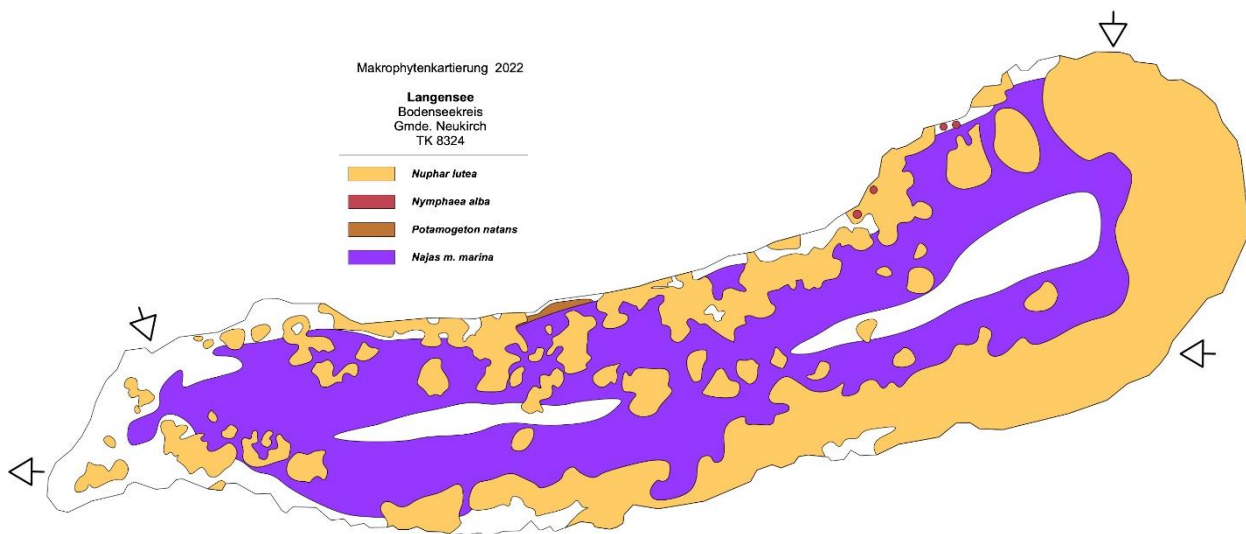 Makrophytenkartierung 2022
Langensee
Bodenseekreis
Gmde. Neukirch
TK 8324
Nuphar lutea
Nymphaea alba
Potamogeton natans
Najas m. marina